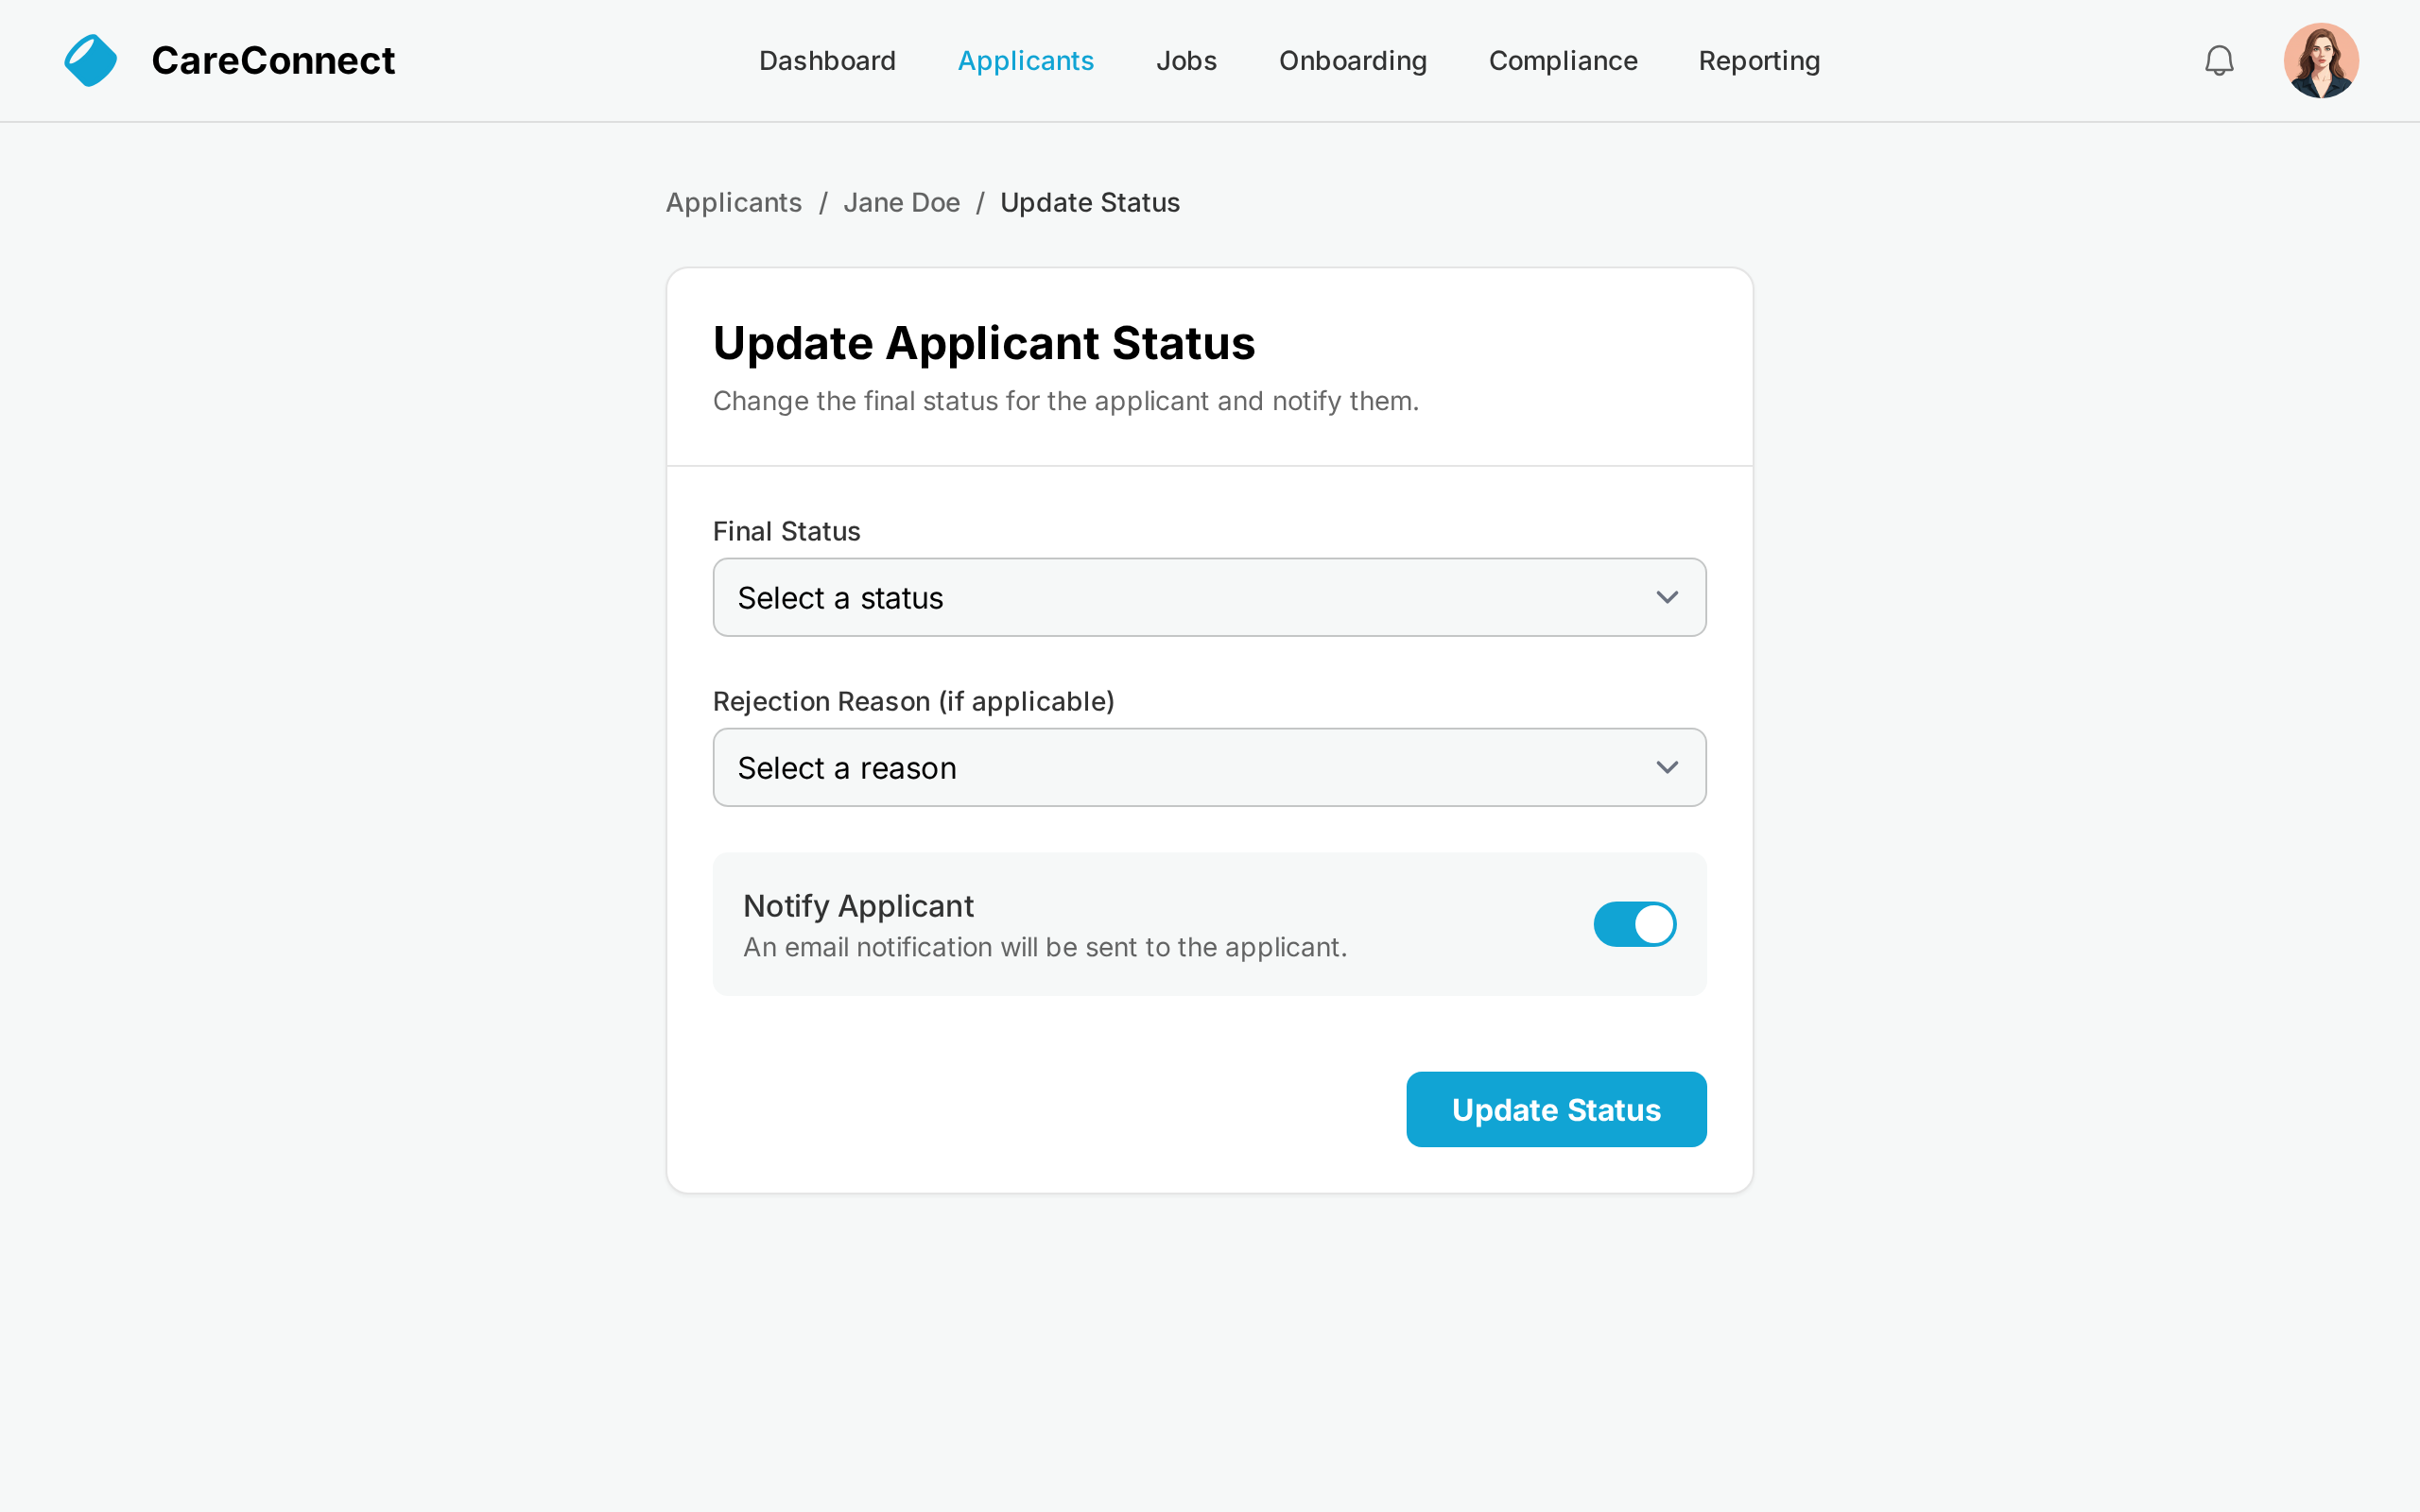 CareConnect
Dashboard Applicants Jobs Onboarding Compliance Reporting
Applicants / Jane Doe / Update Status
Update Applicant Status
Change the final status for the applicant and notify them.
Final Status
Select a status
Rejection Reason (if applicable)
Select a reason
Notify Applicant
An email notification will be sent to the applicant.
Update Status